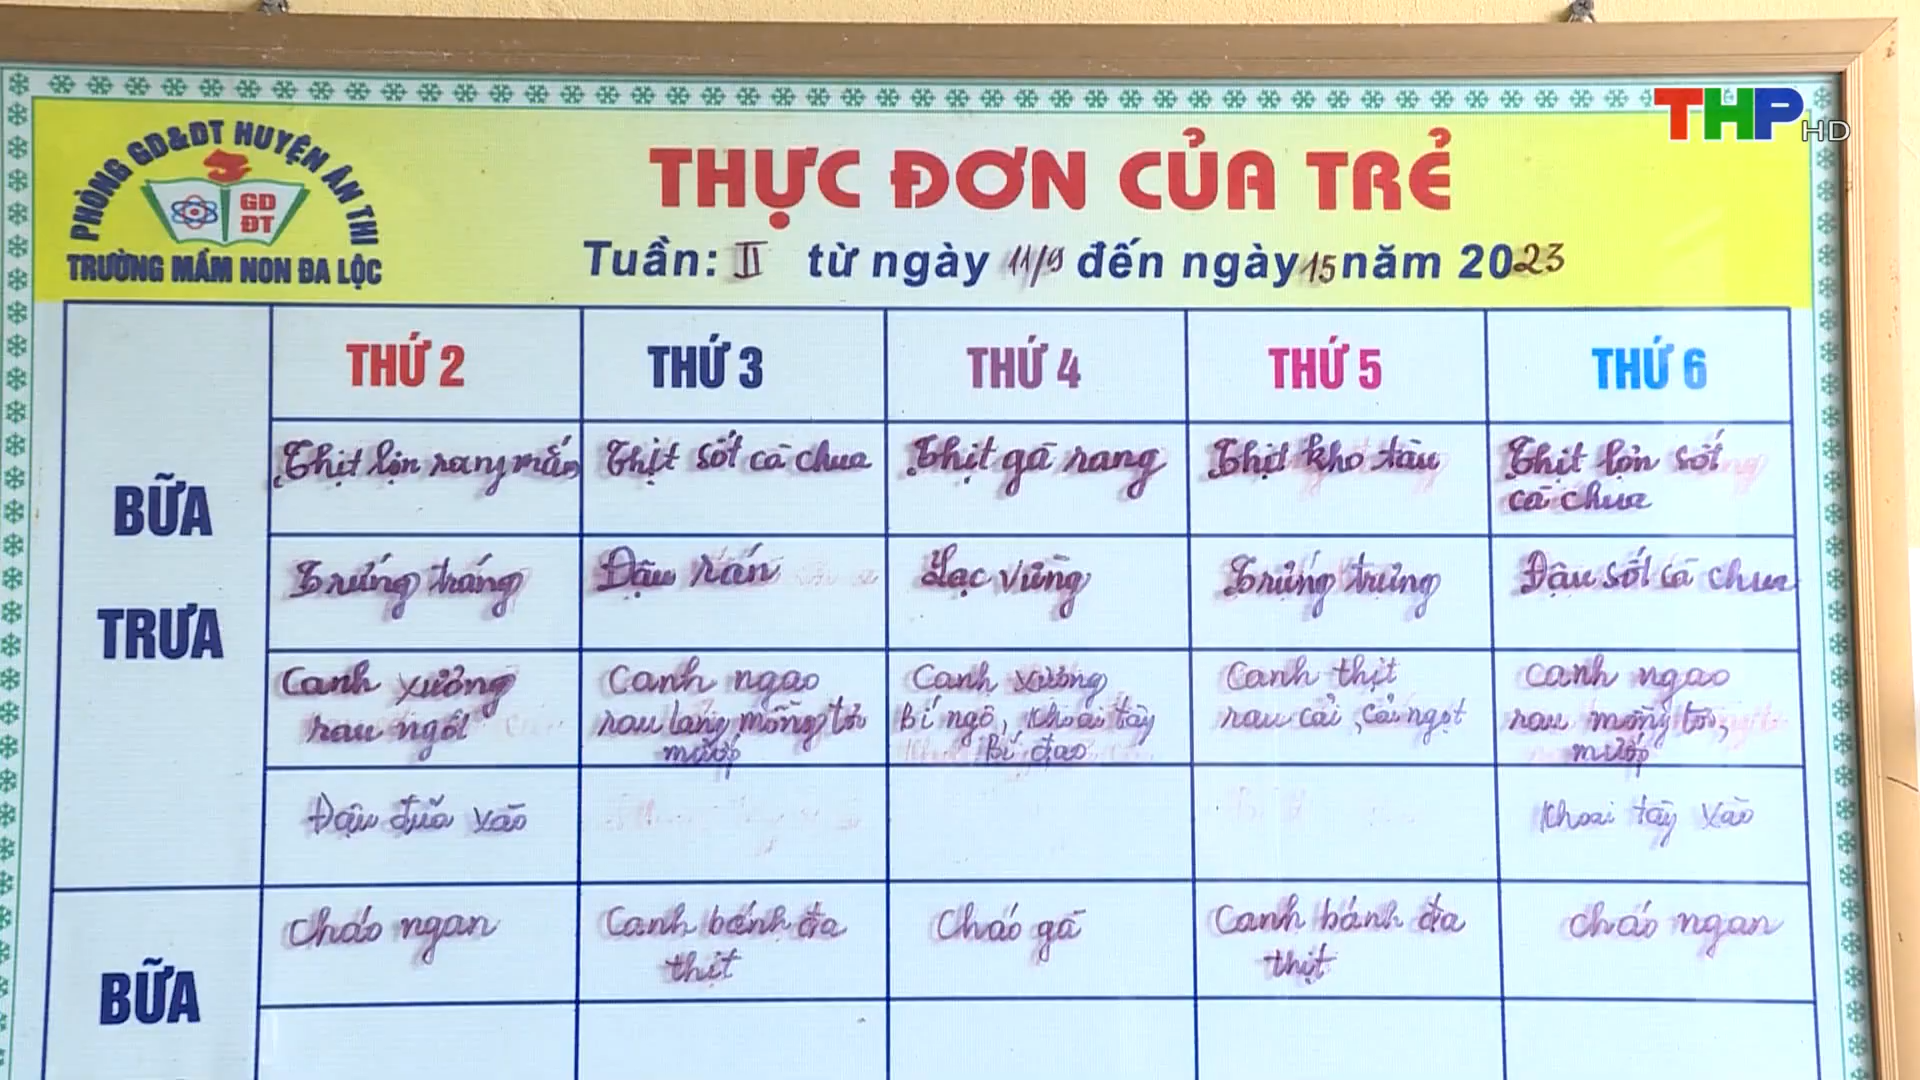 THP HD
PHÒNG GD&ĐT HUYỆN ÂN THI
GD
ĐT
TRƯỜNG MẦM NON ĐA LỘC
THỰC ĐƠN CỦA TRẺ
Tuần: II từ ngày 11/9 đến ngày 15 năm 2023
THỨ 2 THỨ 3 THỨ 4 THỨ 5 THỨ 6
BỮA
TRƯA
Thịt lợn rang mắm
Thịt sốt cà chua
Thịt gà rang
Thịt kho tàu
Thịt lợn sốt
cà chua
Trứng tráng
Đậu rán
Lạc vừng
Trứng trưng
Đậu sốt cà chua
Canh xương
rau ngót
Canh ngao
rau lang, mồng tơi
mướp
Canh xương
Bí ngô, khoai tây
Bí đao
Canh thịt
rau cải, cải ngọt
canh ngao
rau mồng tơi,
mướp
Đậu đũa xào
Khoai tây xào
BỮA
Cháo ngan
Canh bánh đa
thịt
Cháo gà
Canh bánh đa
thịt
cháo ngan